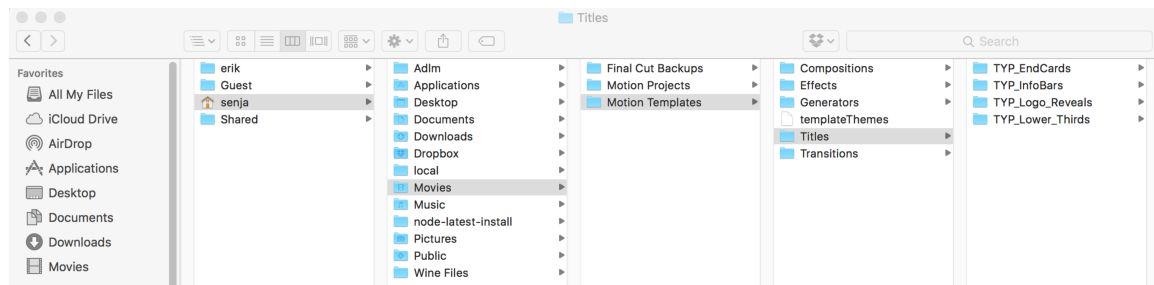 Titles
Search
Favorites
All My Files
iCloud Drive
AirDrop
Applications
Desktop
Documents
Downloads
Movies
erik
Guest
senja
Shared
Adlm
Applications
Desktop
Documents
Downloads
Dropbox
local
Movies
Music
node-latest-install
Pictures
Public
Wine Files
Final Cut Backups
Motion Projects
Motion Templates
Compositions
Effects
Generators
templateThemes
Titles
Transitions
TYP_EndCards
TYP_InfoBars
TYP_Logo_Reveals
TYP_Lower_Thirds